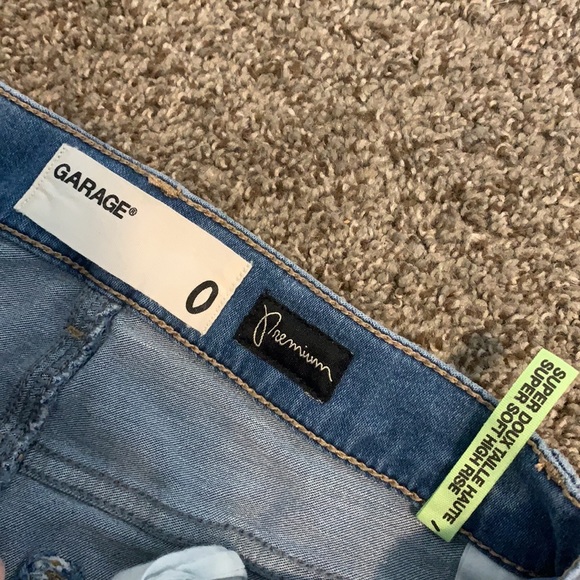 GARAGE®
0
Premium
SUPER DOUX TAILLE HAUTE /
SUPER SOFT HIGH RISE